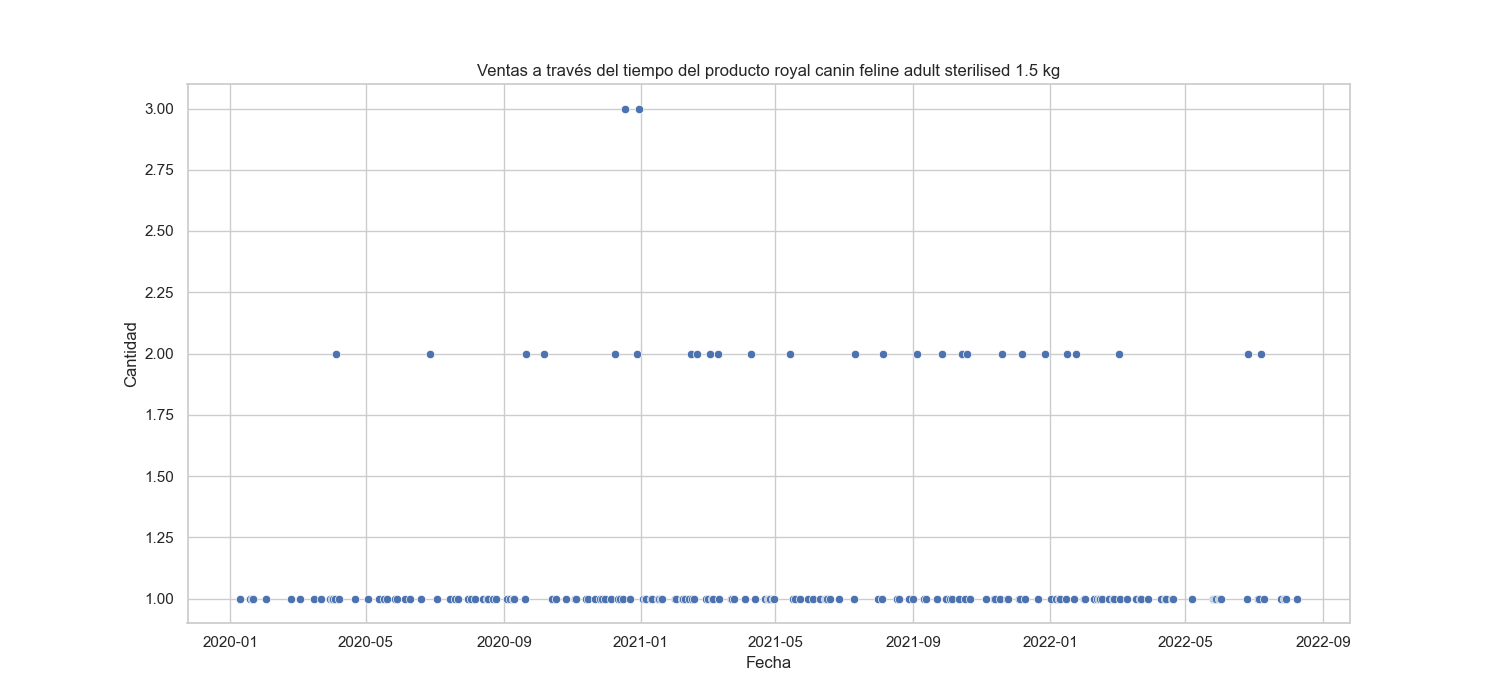 Ventas a través del tiempo del producto royal canin feline adult sterilised 1.5 kg
3.00
2.75
2.50
2.25
2.00
1.75
1.50
1.25
1.00
Cantidad
2020-01 2020-05 2020-09 2021-01 2021-05 2021-09 2022-01 2022-05 2022-09
Fecha